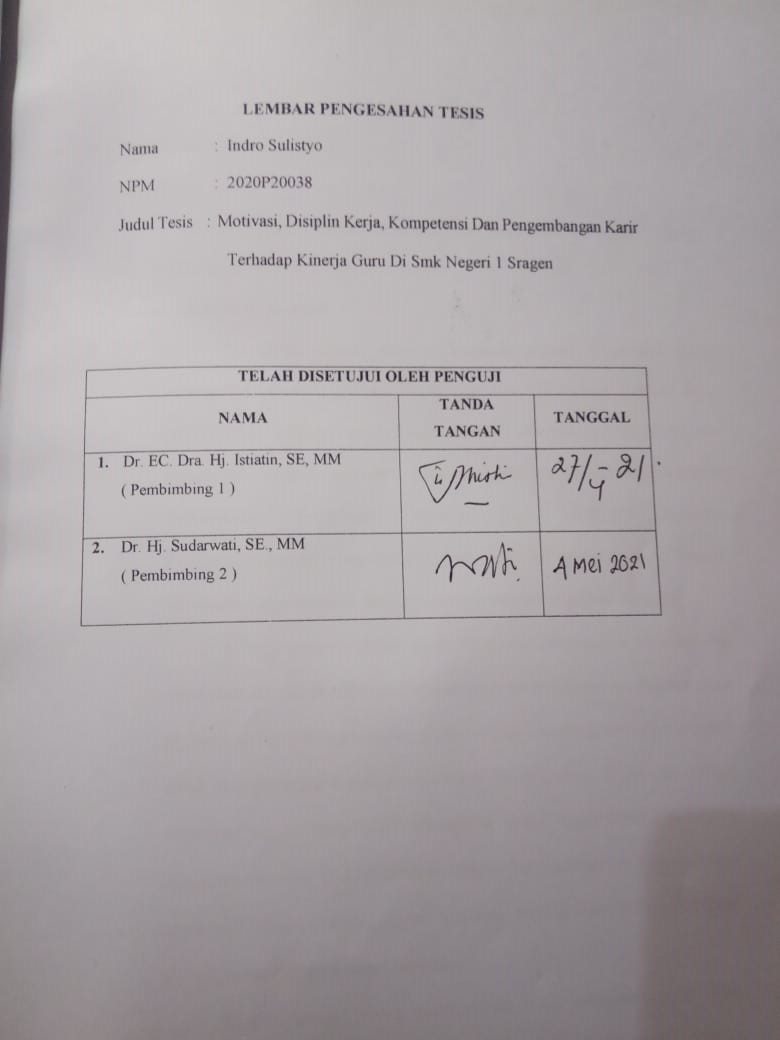 LEMBAR PENGESAHAN TESIS
Nama : Indro Sulistyo
NPM : 2020P20038
Judul Tesis : Motivasi, Disiplin Kerja, Kompetensi Dan Pengembangan Karir
Terhadap Kinerja Guru Di Smk Negeri 1 Sragen
TELAH DISETUJUI OLEH PENGUJI
NAMA
TANDA
TANGAN
TANGGAL
1. Dr. EC. Dra. Hj. Istiatin, SE, MM
( Pembimbing 1 )
27/4-21
2. Dr. Hj. Sudarwati, SE., MM
( Pembimbing 2 )
4 Mei 2021